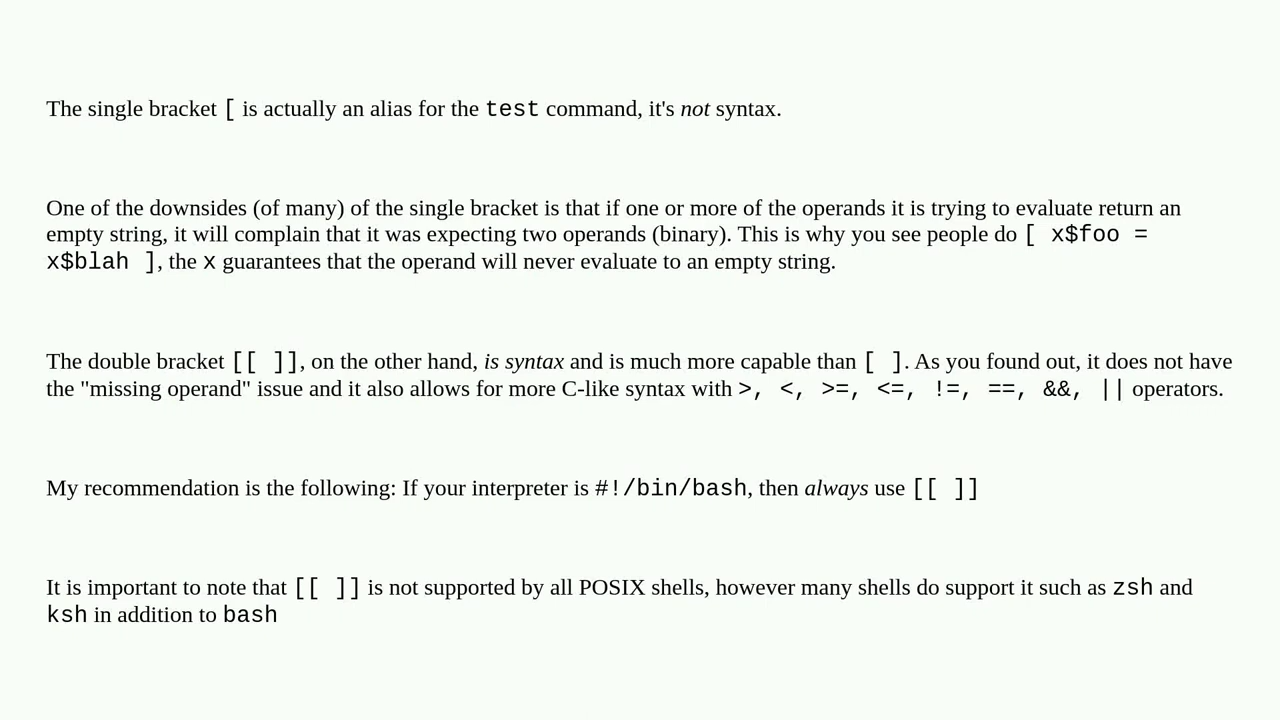 The single bracket [ is actually an alias for the test command, it's not syntax.
One of the downsides (of many) of the single bracket is that if one or more of the operands it is trying to evaluate return an
empty string, it will complain that it was expecting two operands (binary). This is why you see people do [ x$foo =
x$blah ], the x guarantees that the operand will never evaluate to an empty string.
The double bracket [[ ]], on the other hand, is syntax and is much more capable than [ ]. As you found out, it does not have
the "missing operand" issue and it also allows for more C-like syntax with >, <, >=, <=, !=, ==, &&, || operators.
My recommendation is the following: If your interpreter is #!/bin/bash, then always use [[ ]]
It is important to note that [[ ]] is not supported by all POSIX shells, however many shells do support it such as zsh and
ksh in addition to bash